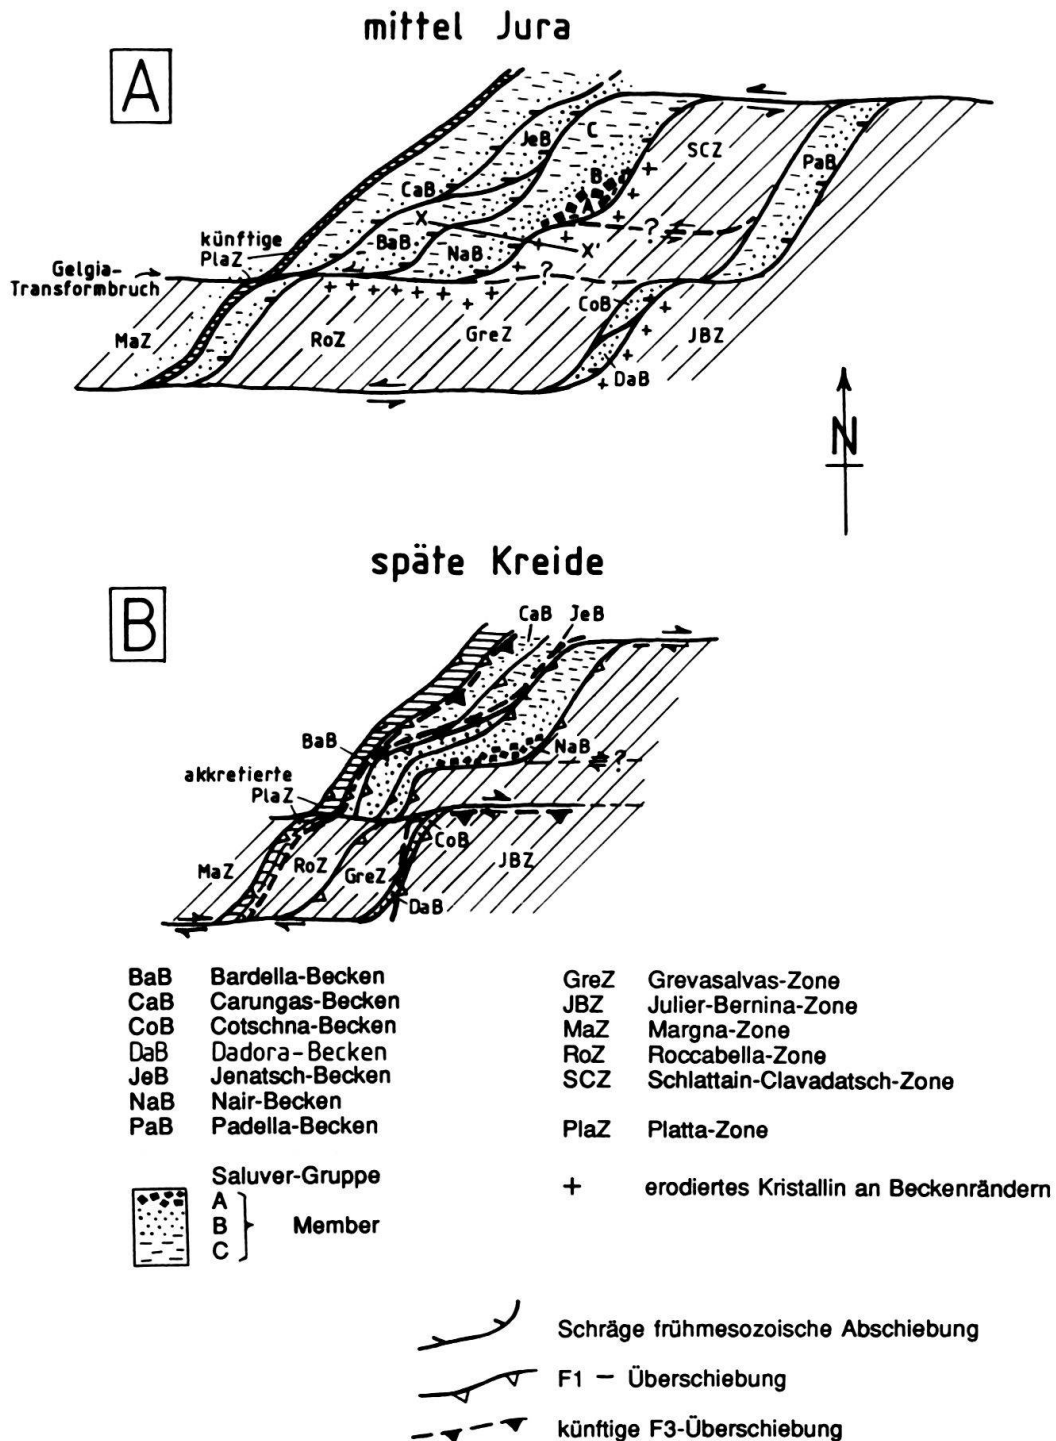 mittel Jura
A
JeB
C
SCZ
PaB
B
CaB
A
X
?
künftige
PlaZ
BaB
X'
NaB
Gelgia-
Transformbruch
?
CoB
MaZ
RoZ
GreZ
JBZ
DaB
N
späte Kreide
B
CaB JeB
BaB
NaB
?
akkretierte
PlaZ
CoB
MaZ
RoZ
GreZ
JBZ
DaB
BaB Bardella-Becken
CaB Carungas-Becken
CoB Cotschna-Becken
DaB Dadora-Becken
JeB Jenatsch-Becken
NaB Nair-Becken
PaB Padella-Becken
GreZ Grevasalvas-Zone
JBZ Julier-Bernina-Zone
MaZ Margna-Zone
RoZ Roccabella-Zone
SCZ Schlattain-Clavadatsch-Zone
PlaZ Platta-Zone
Saluver-Gruppe
A
B Member
C
+ erodiertes Kristallin an Beckenrändern
Schräge frühmesozoische Abschiebung
F1 – Überschiebung
künftige F3-Überschiebung